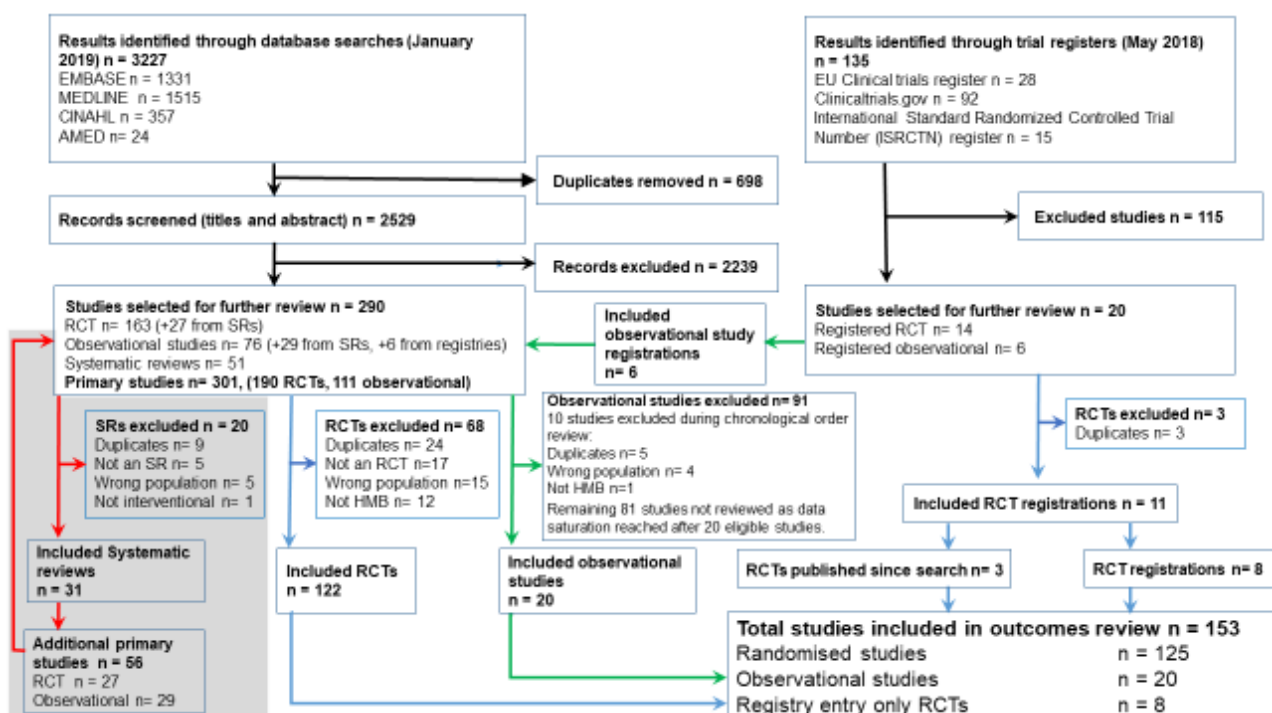 Results identified through database searches (January
2019) n = 3227
EMBASE n = 1331
MEDLINE n = 1515
CINAHL n = 357
AMED n= 24
Results identified through trial registers (May 2018)
n = 135
EU Clinical trials register n = 28
Clinicaltrials.gov n = 92
International Standard Randomized Controlled Trial
Number (ISRCTN) register n = 15
Duplicates removed n = 698
Records screened (titles and abstract) n = 2529
Excluded studies n = 115
Records excluded n = 2239
Studies selected for further review n = 290
RCT n= 163 (+27 from SRs)
Observational studies n= 76 (+29 from SRs, +6 from registries)
Systematic reviews n= 51
Primary studies n= 301, (190 RCTs, 111 observational)
Included
observational study
registrations
n = 6
Studies selected for further review n = 20
Registered RCT n= 14
Registered observational n= 6
SRs excluded n = 20
Duplicates n= 9
Not an SR n= 5
Wrong population n= 5
Not interventional n= 1
RCTs excluded n= 68
Duplicates n= 24
Not an RCT n=17
Wrong population n=15
Not HMB n= 12
Observational studies excluded n= 91
10 studies excluded during chronological order
review:
Duplicates n= 5
Wrong population n= 4
Not HMB n=1
Remaining 81 studies not reviewed as data
saturation reached after 20 eligible studies.
RCTs excluded n= 3
Duplicates n= 3
Included RCT registrations n = 11
Included Systematic
reviews
n = 31
Included RCTs
n = 122
Included observational
studies
n = 20
RCTs published since search n= 3
RCT registrations n= 8
Additional primary
studies n = 56
RCT n = 27
Observational n= 29
Total studies included in outcomes review n = 153
Randomised studies n = 125
Observational studies n = 20
Registry entry only RCTs n = 8